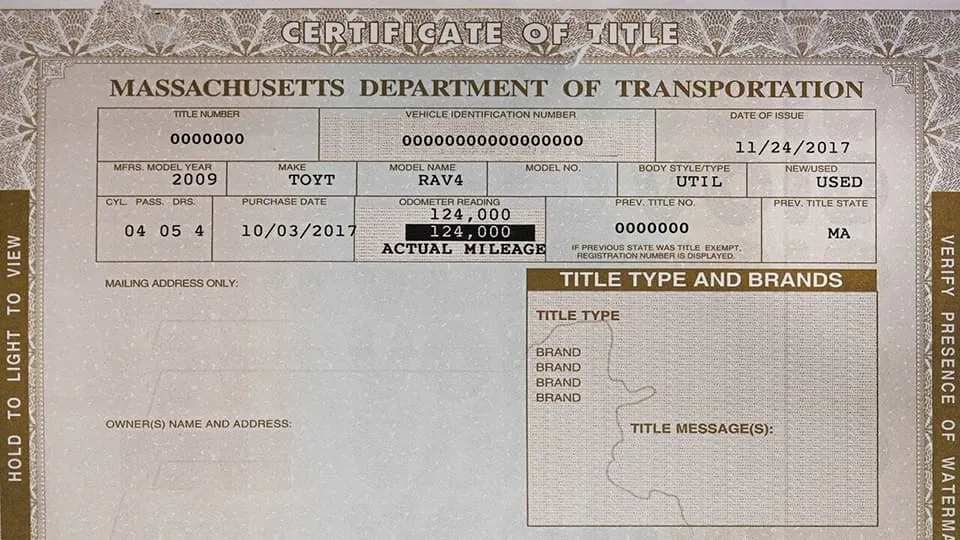 CERTIFICATE OF TITLE
MASSACHUSETTS DEPARTMENT OF TRANSPORTATION
TITLE NUMBER
0000000
VEHICLE IDENTIFICATION NUMBER
00000000000000000
DATE OF ISSUE
11/24/2017
MFRS. MODEL YEAR
2009
MAKE
TOYT
MODEL NAME
RAV4
MODEL NO.
BODY STYLE/TYPE
UTIL
NEW/USED
USED
CYL. PASS. DRS.
04 05 4
PURCHASE DATE
10/03/2017
ODOMETER READING
124,000
124,000
ACTUAL MILEAGE
PREV. TITLE NO.
0000000
IF PREVIOUS STATE WAS TITLE EXEMPT,
REGISTRATION NUMBER IS DISPLAYED.
PREV. TITLE STATE
MA
MAILING ADDRESS ONLY:
TITLE TYPE AND BRANDS
TITLE TYPE
BRAND
BRAND
BRAND
BRAND
OWNER(S) NAME AND ADDRESS:
TITLE MESSAGE(S):
HOLD TO LIGHT TO VIEW
VERIFY PRESENCE OF WATERMA